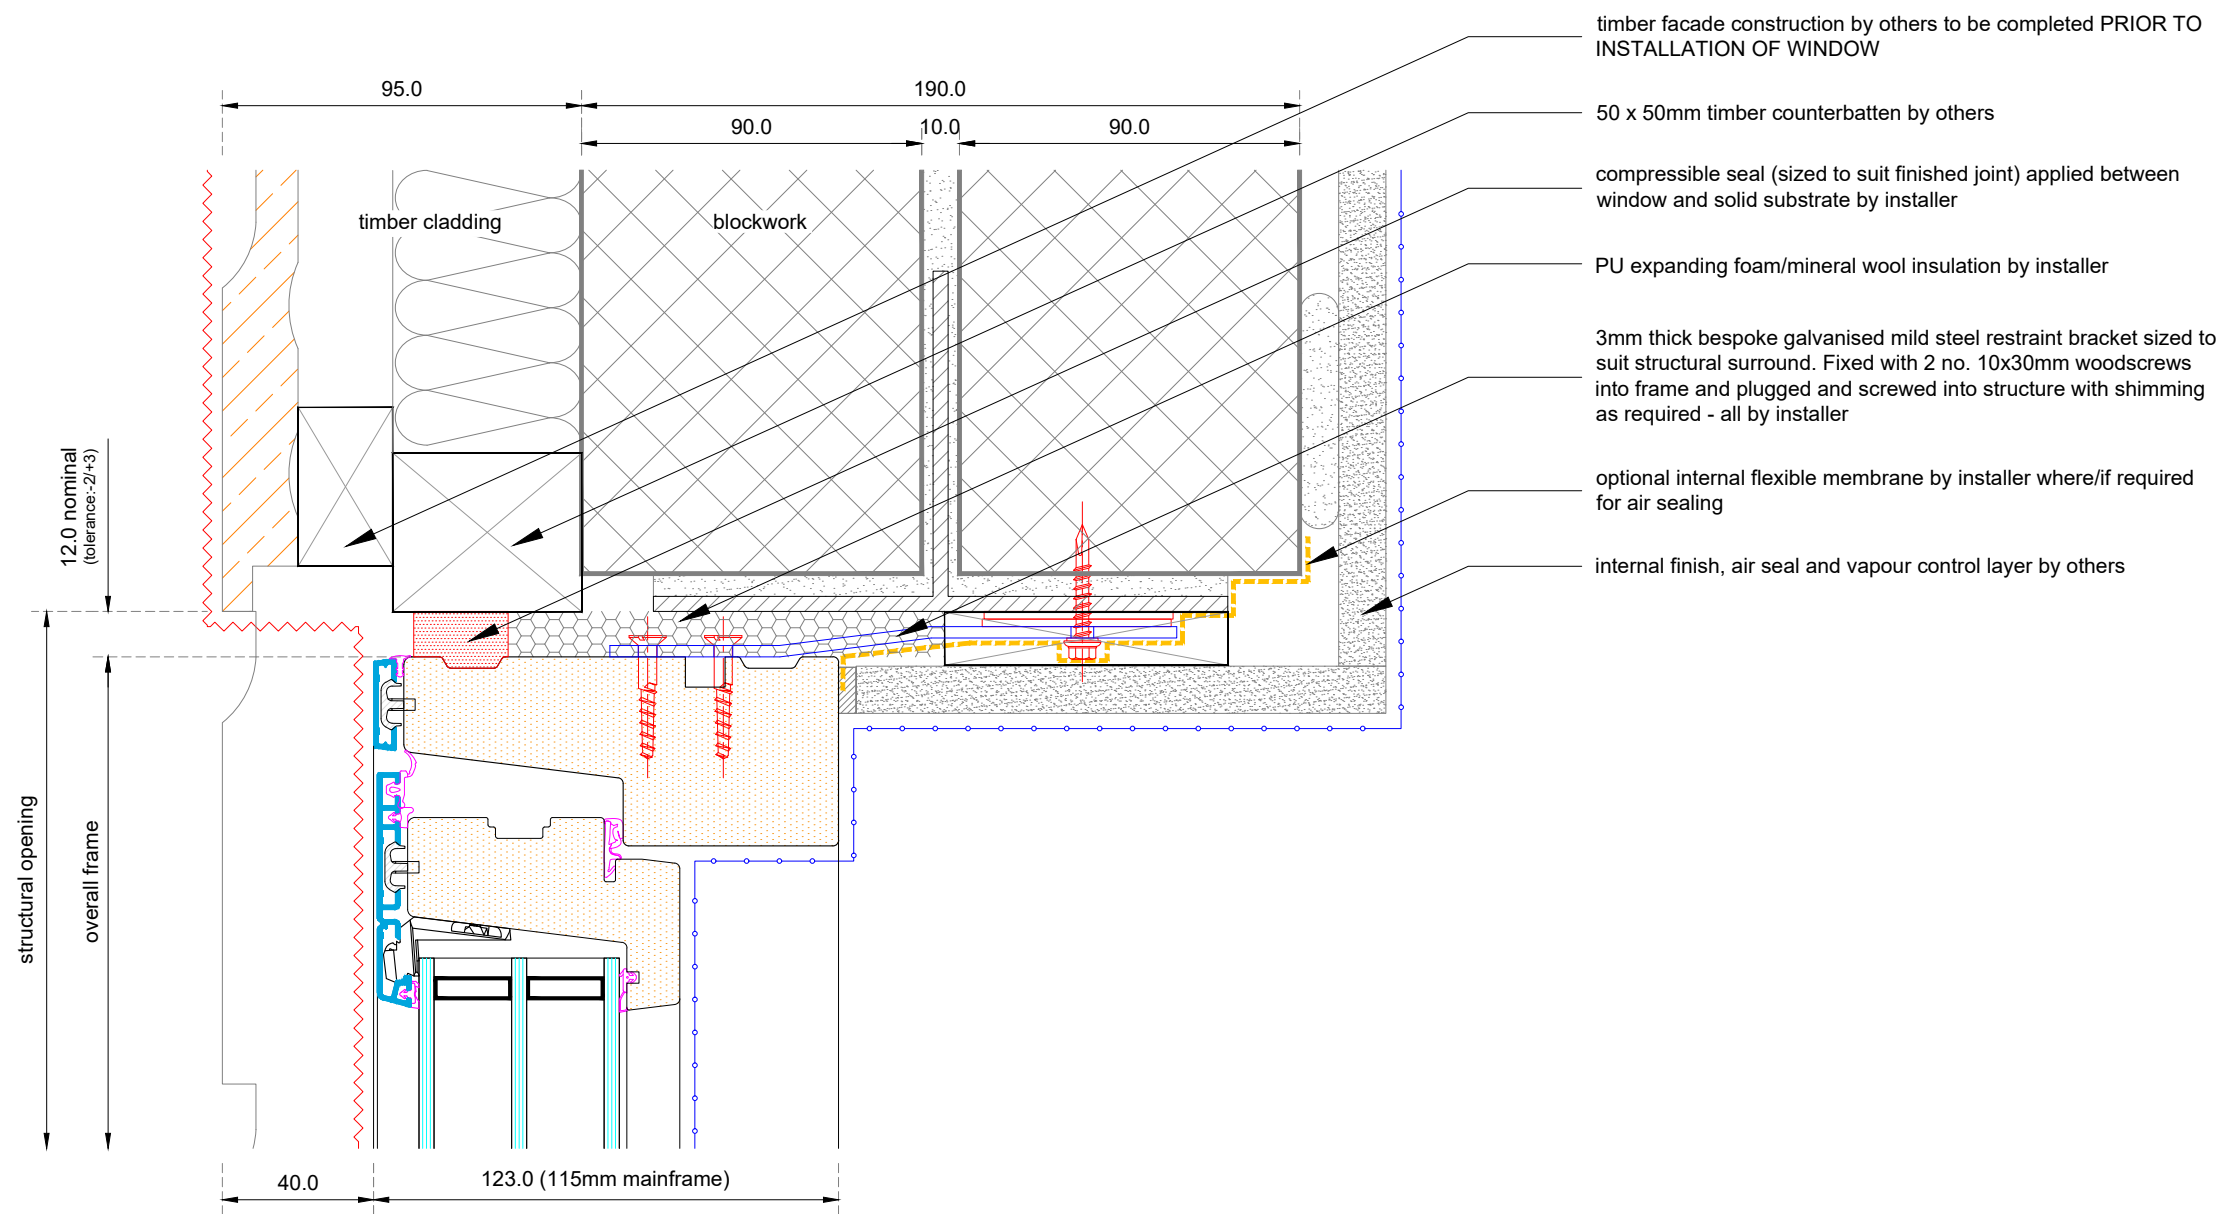 timber facade construction by others to be completed PRIOR TO
INSTALLATION OF WINDOW
95.0
190.0
90.0
10.0
90.0
50 x 50mm timber counterbatten by others
compressible seal (sized to suit finished joint) applied between
window and solid substrate by installer
timber cladding
blockwork
PU expanding foam/mineral wool insulation by installer
3mm thick bespoke galvanised mild steel restraint bracket sized to
suit structural surround. Fixed with 2 no. 10x30mm woodscrews
into frame and plugged and screwed into structure with shimming
as required - all by installer
12.0 nominal
(tolerance:-2/+3)
optional internal flexible membrane by installer where/if required
for air sealing
internal finish, air seal and vapour control layer by others
structural opening
overall frame
40.0
123.0 (115mm mainframe)